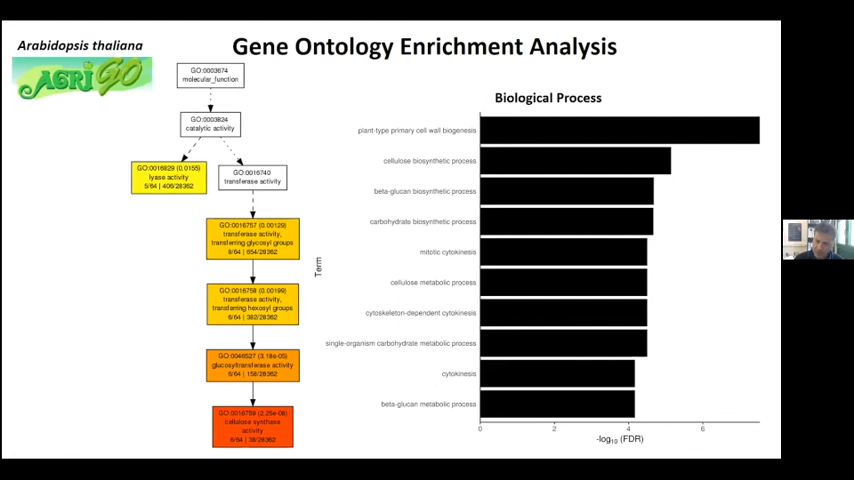 Arabidopsis thaliana
Gene Ontology Enrichment Analysis
AGRIGO
GO:0003674
molecular_function
GO:0003824
catalytic activity
GO:0016829 (0.0155)
lyase activity
5/64 | 406/28362
GO:0016740
transferase activity
GO:0016757 (0.00129)
transferase activity,
transferring glycosyl groups
8/64 | 654/28362
GO:0016758 (0.00199)
transferase activity,
transferring hexosyl groups
6/64 | 382/28362
GO:0046527 (3.18e-05)
glucosyltransferase activity
6/64 | 158/28362
GO:0016759 (2.25e-08)
cellulose synthase
activity
6/64 | 38/28362
Biological Process
Term
plant-type primary cell wall biogenesis
cellulose biosynthetic process
beta-glucan biosynthetic process
carbohydrate biosynthetic process
mitotic cytokinesis
cellulose metabolic process
cytoskeleton-dependent cytokinesis
single-organism carbohydrate metabolic process
cytokinesis
beta-glucan metabolic process
0 2 4 6
-log10 (FDR)